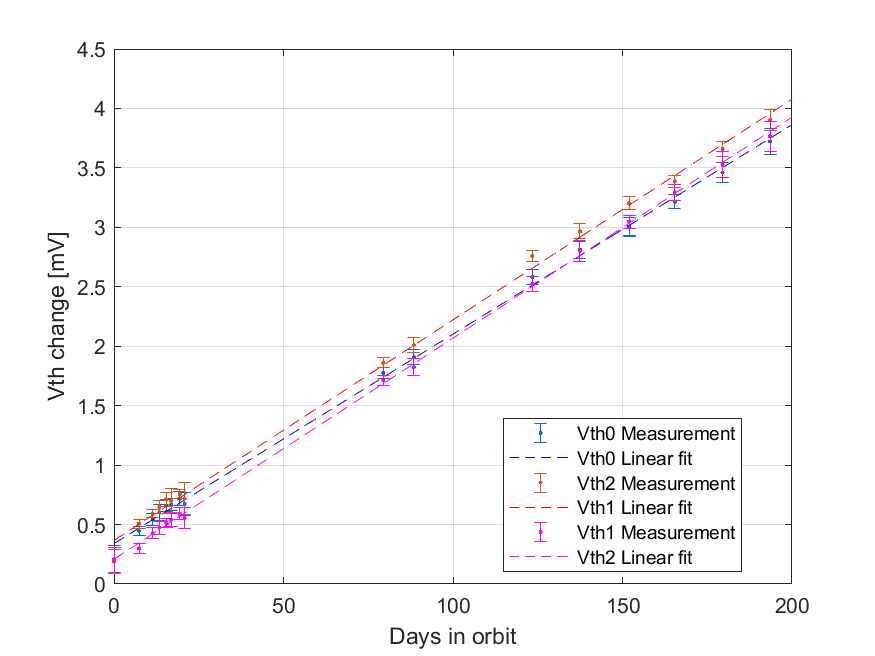 4.5
4
3.5
3
2.5
2
1.5
1
0.5
0
Vth change [mV]
Vth0 Measurement
Vth0 Linear fit
Vth2 Measurement
Vth1 Linear fit
Vth1 Measurement
Vth2 Linear fit
0 50 100 150 200
Days in orbit